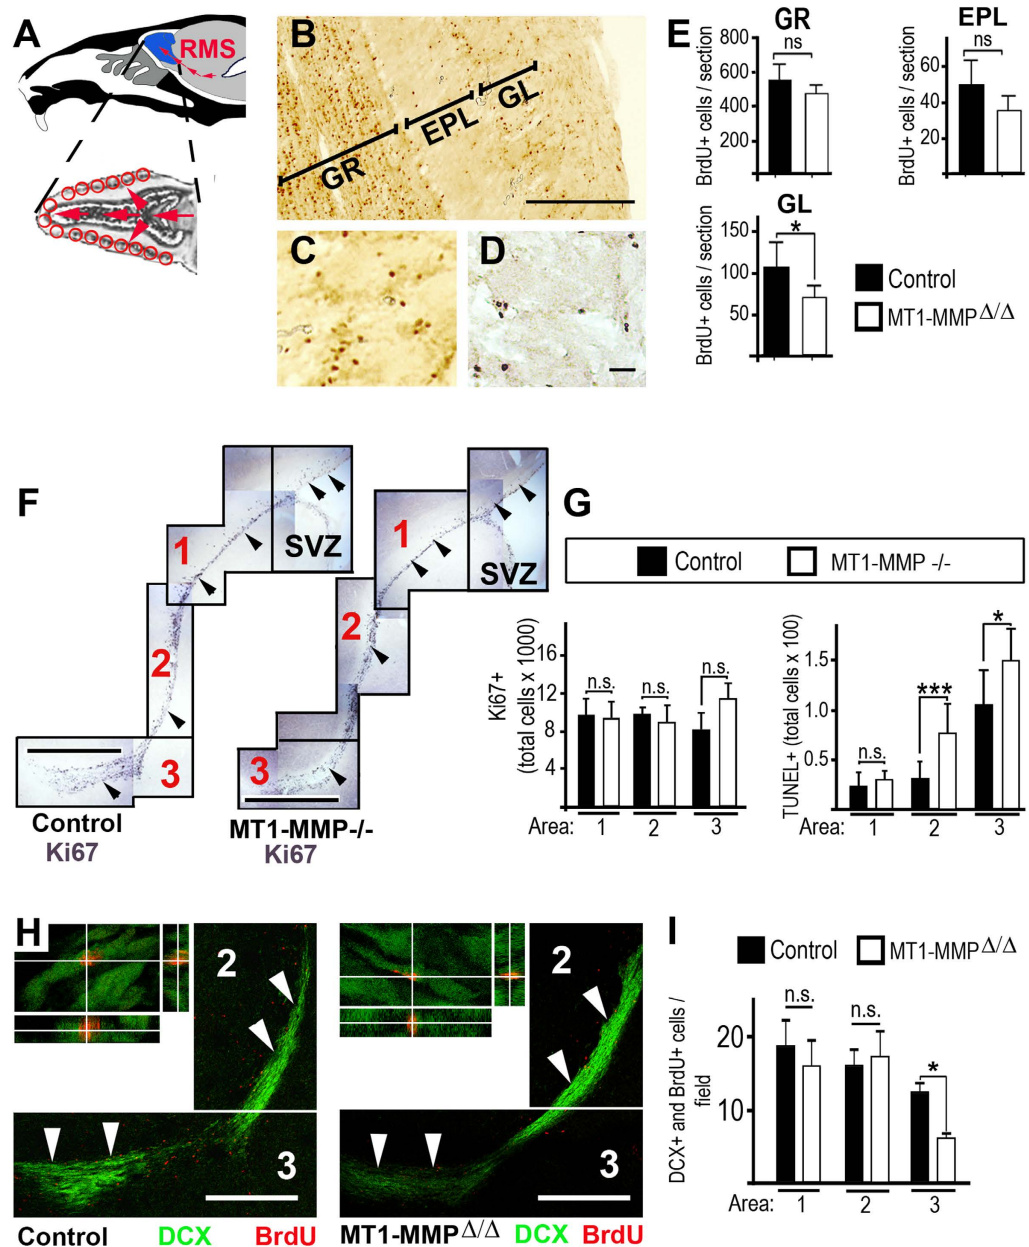 A
RMS
B
GR
EPL
GL
C
D
E
GR
BrdU+ cells / section
800
600
400
200
ns
EPL
BrdU+ cells / section
60
40
20
ns
GL
BrdU+ cells / section
150
100
50
*
Control
MT1-MMPΔ/Δ
F
1
SVZ
2
3
Control
Ki67
1
SVZ
2
3
MT1-MMP-/-
Ki67
G
Control
MT1-MMP -/-
Ki67+
(total cells x 1000)
16
12
8
4
n.s.
n.s.
n.s.
Area: 1 2 3
TUNEL+ (total cells x 100)
1.5
1.0
0.5
n.s.
***
*
Area: 1 2 3
H
2
3
Control DCX BrdU
2
3
MT1-MMPΔ/Δ DCX BrdU
I
Control
MT1-MMPΔ/Δ
DCX+ and BrdU+ cells /
field
20
10
n.s.
n.s.
*
Area: 1 2 3